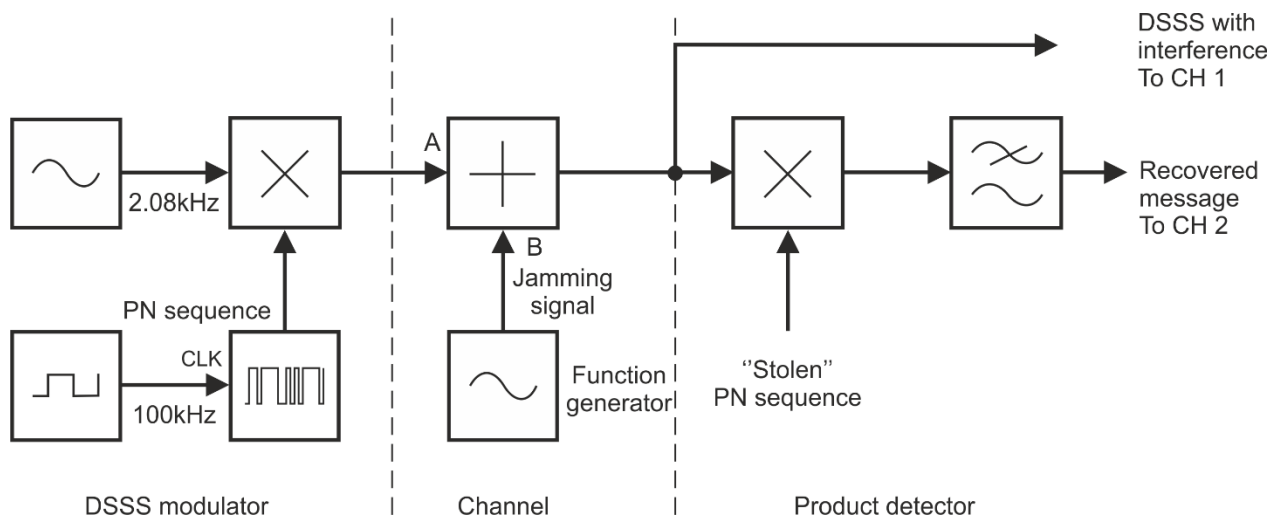 DSSS with
interference
To CH 1
A
2.08kHz
Recovered
message
To CH 2
B
Jamming
signal
PN sequence
CLK
100kHz
Function
generator
‘‘Stolen’’
PN sequence
DSSS modulator
Channel
Product detector